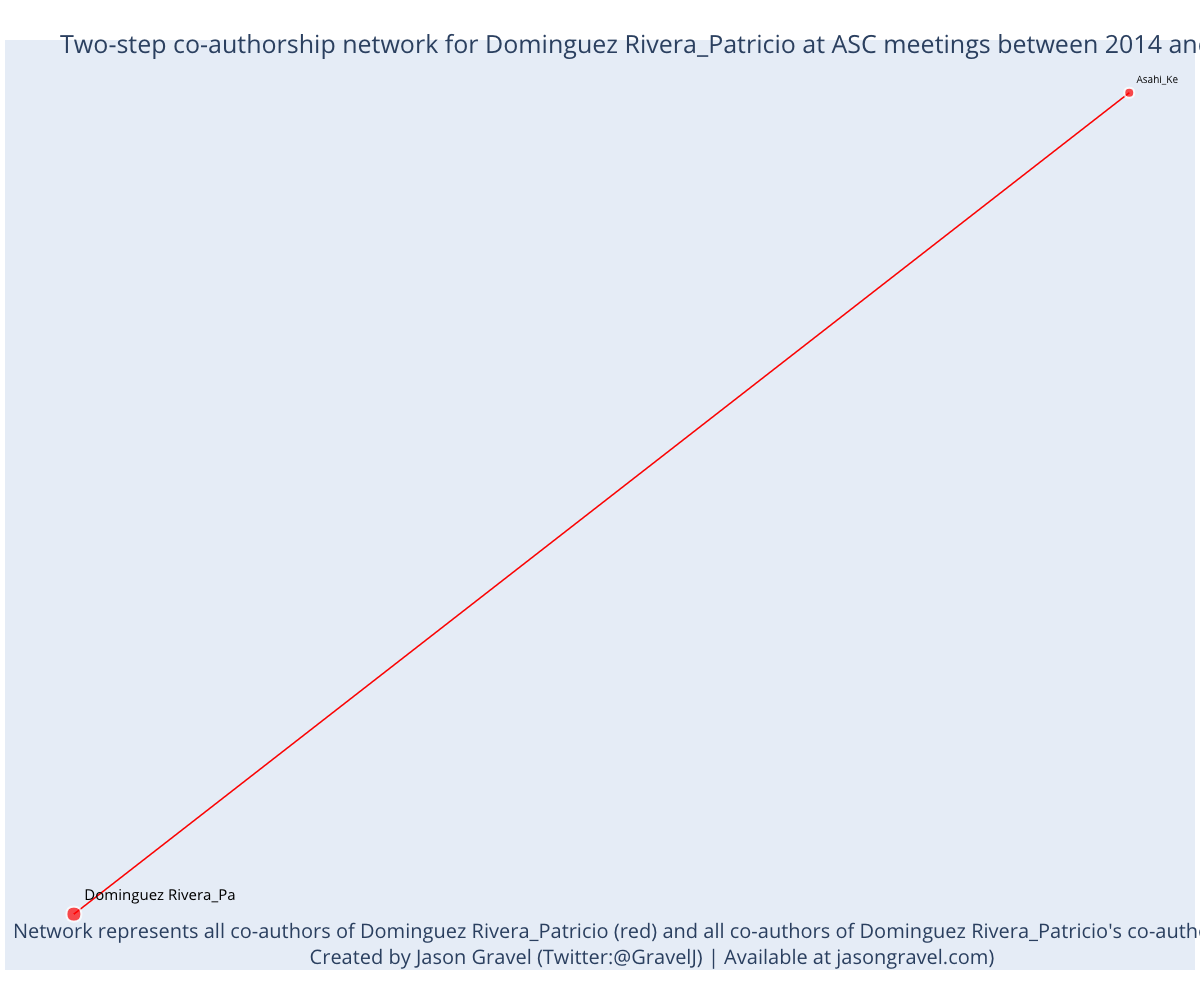 Two-step co-authorship network for Dominguez Rivera_Patricio at ASC meetings between 2014 an
Asahi_Ke
Dominguez Rivera_Pa
Network represents all co-authors of Dominguez Rivera_Patricio (red) and all co-authors of Dominguez Rivera_Patricio's co-auth
Created by Jason Gravel (Twitter:@GravelJ) | Available at jasongravel.com)